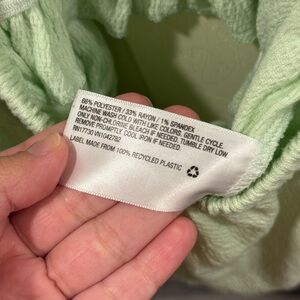 66% POLYESTER / 33% RAYON / 1% SPANDEX
MACHINE WASH COLD WITH LIKE COLORS, GENTLE CYCLE.
ONLY NON-CHLORINE BLEACH IF NEEDED. TUMBLE DRY LOW.
REMOVE PROMPTLY. COOL IRON IF NEEDED.
RN17730 VN1042782
LABEL MADE FROM 100% RECYCLED PLASTIC